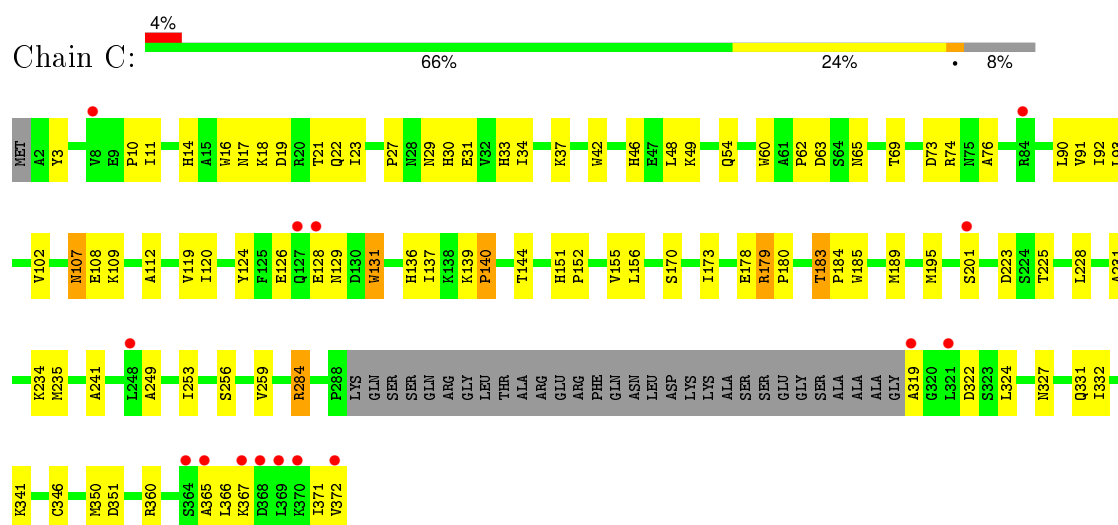 4%
Chain C:
66% 24% • 8%
MET A2 Y3 V8 E9 P10 I11 H14 A15 W16 N17 K18 D19 R20 T21 Q22 I23 P27 N28 N29 H30 E31 V32 H33 I34 K37 W42 H46 E47 L48 K49 Q54 W60 A61 P62 D63 S64 N65 T69 D73 R74 N75 A76 R84 L90 V91 I92 L93
V102 N107 E108 K109 A112 V119 I120 Y124 F125 E126 Q127 E128 N129 D130 W131 H136 I137 K138 K139 P140 T144 H151 P152 V155 L156 S170 I173 E178 R179 P180 T183 P184 W185 M189 M195 S201 D223 S224 T225 L228 A231
K234 M235 A241 L248 A249 I253 S256 V259 R284 P288 LYS GLN SER SER GLN ARG GLY LEU THR ALA ARG GLU ARG PHE GLN ASN LEU ASP LYS LYS ALA SER SER GLU GLY SER ALA ALA ALA GLY A319 G320 L321 D322 S323 L324 N327 Q331 I332
K341 C346 M350 D351 R360 S364 A365 L366 K367 D368 L369 K370 I371 V372